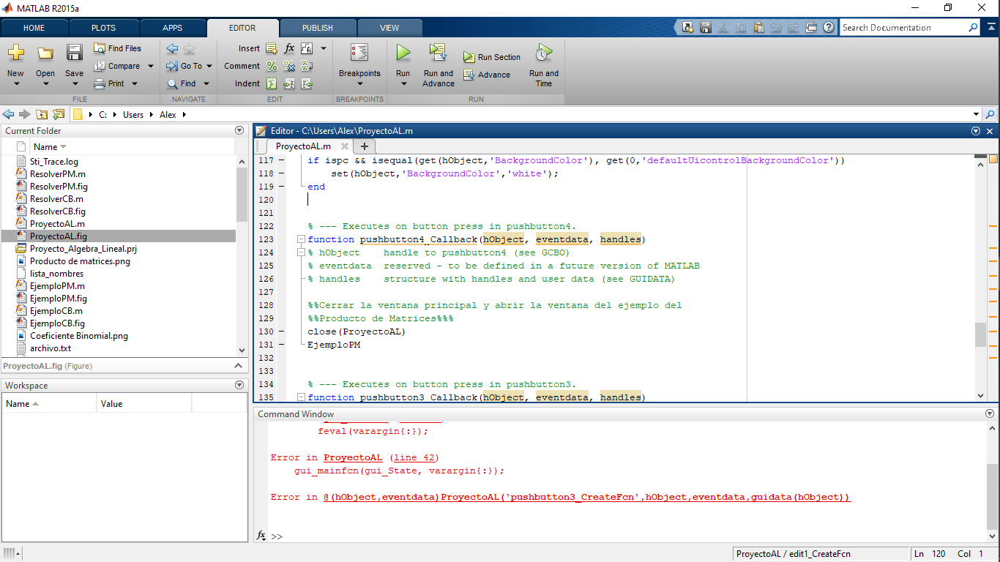 MATLAB R2015a
HOME PLOTS APPS EDITOR PUBLISH VIEW
Search Documentation
New
Open
Save
Find Files
Compare
Print
FILE
Go To
Find
NAVIGATE
Insert fx
Comment
Indent
EDIT
Breakpoints
BREAKPOINTS
Run
Run and Advance
Run Section
Advance
Run and Time
RUN
C: Users Alex
Current Folder
Name
Sti_Trace.log
ResolverPM.m
ResolverPM.fig
ResolverCB.m
ResolverCB.fig
ProyectoAL.m
ProyectoAL.fig
Proyecto_Algebra_Lineal.prj
Producto de matrices.png
lista_nombres
EjemploPM.m
EjemploPM.fig
EjemploCB.m
EjemploCB.fig
Coeficiente Binomial.png
archivo.txt
ProyectoAL.fig (Figure)
Workspace
Name Value
Editor - C:\Users\Alex\ProyectoAL.m
ProyectoAL.m
117 if ispc && isequal(get(hObject,'BackgroundColor'), get(0,'defaultUicontrolBackgroundColor'))
118 set(hObject,'BackgroundColor','white');
119 end
120
121
122 % --- Executes on button press in pushbutton4.
123 function pushbutton4_Callback(hObject, eventdata, handles)
124 % hObject handle to pushbutton4 (see GCBO)
125 % eventdata reserved - to be defined in a future version of MATLAB
126 % handles structure with handles and user data (see GUIDATA)
127
128 %%Cerrar la ventana principal y abrir la ventana del ejemplo del
129 %%Producto de Matrices%%%
130 close(ProyectoAL)
131 EjemploPM
132
133
134 % --- Executes on button press in pushbutton3.
135 function pushbutton3_Callback(hObject, eventdata, handles)
Command Window
feval(varargin{:});
Error in ProyectoAL (line 42)
gui_mainfcn(gui_State, varargin{:});
Error in @(hObject,eventdata)ProyectoAL('pushbutton3_CreateFcn',hObject,eventdata,guidata(hObject))
fx >>
ProyectoAL / edit1_CreateFcn
Ln 120 Col 1